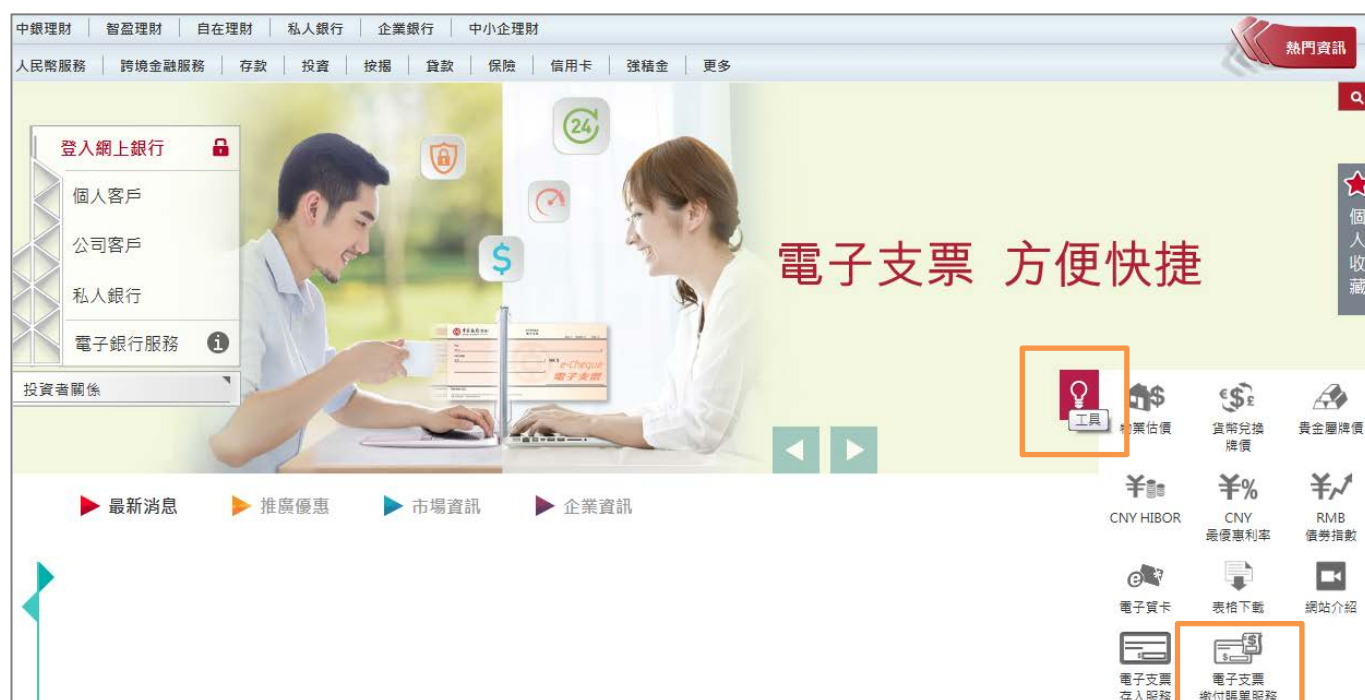 中銀理財 智盈理財 自在理財 私人銀行 企業銀行 中小企理財
熱門資訊
人民幣服務 跨境金融服務 存款 投資 按揭 貸款 保險 信用卡 強積金 更多
登入網上銀行
個人客戶
公司客戶
私人銀行
電子銀行服務
投資者關係
24
$
e-Cheque
電子支票
電子支票 方便快捷
個人收藏
工具
物業估價
貨幣兌換
牌價
貴金屬牌價
最新消息 推廣優惠 市場資訊 企業資訊
CNY HIBOR
CNY
最優惠利率
RMB
債券指數
電子賀卡
表格下載
網站介紹
電子支票
存入服務
電子支票
繳付賬單服務